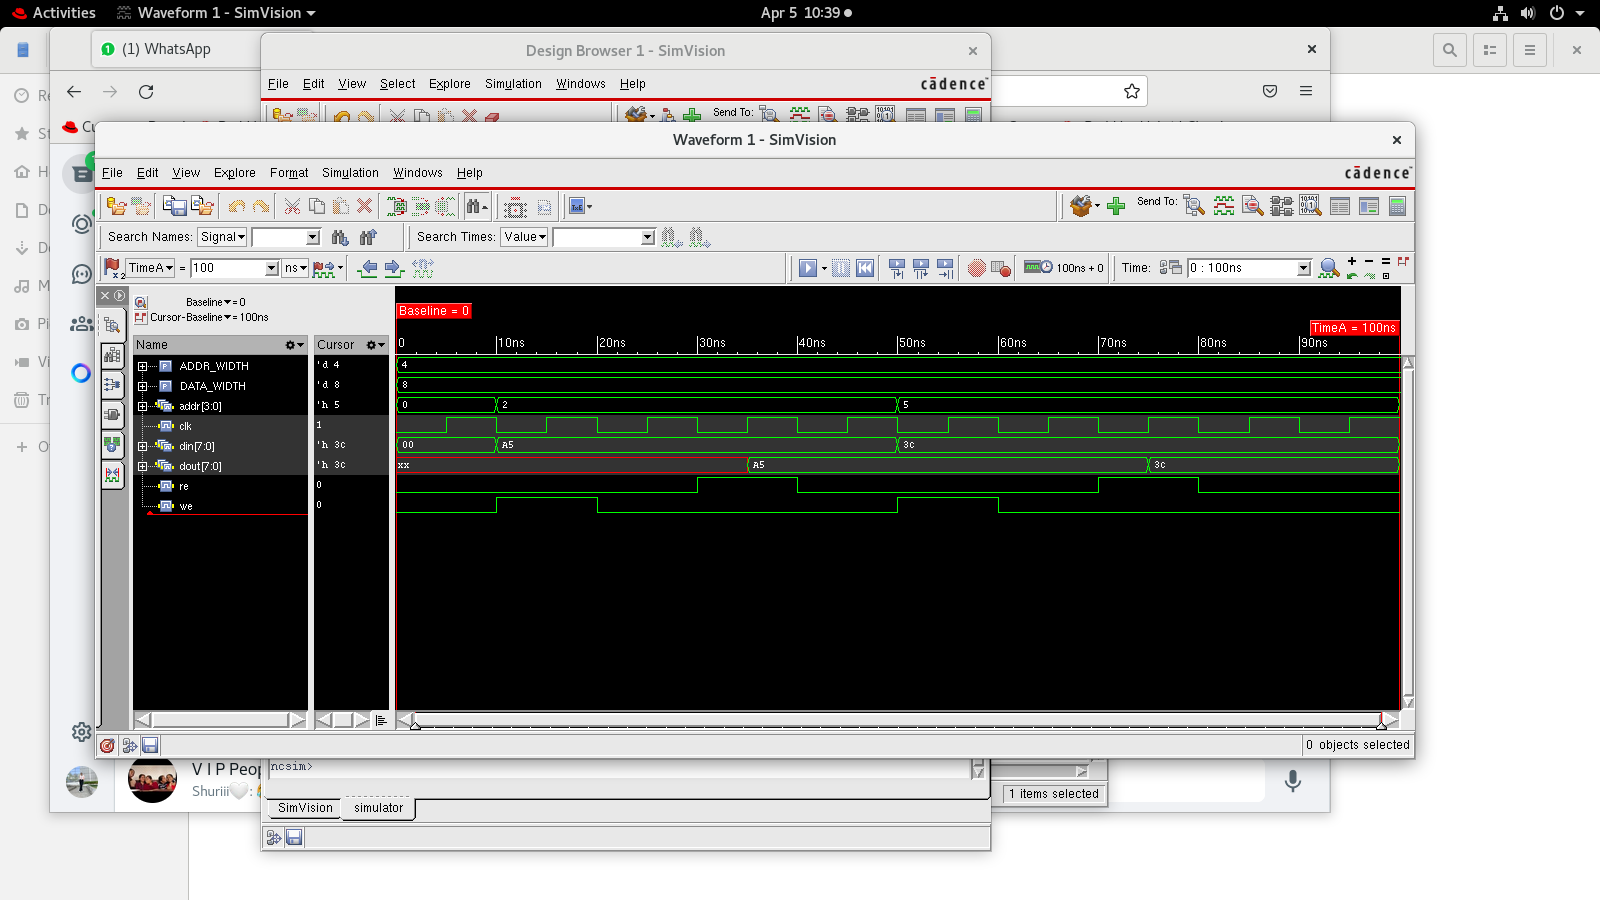 Activities
Waveform 1 - SimVision
Apr 5 10:39
(1) WhatsApp
Design Browser 1 - SimVision
File Edit View Select Explore Simulation Windows Help
cādence
Send To:
Waveform 1 - SimVision
File Edit View Explore Format Simulation Windows Help
cādence
Send To:
Search Names: Signal
Search Times: Value
x2 TimeA = 100 ns
100ns + 0
Time: 0 : 100ns
Baseline = 0
Cursor-Baseline = 100ns
Baseline = 0
TimeA = 100ns
Name Cursor
0 10ns 20ns 30ns 40ns 50ns 60ns 70ns 80ns 90ns
ADDR_WIDTH 'd 4 4
DATA_WIDTH 'd 8 8
addr[3:0] 'h 5 0 2 5
clk 1
din[7:0] 'h 3c 00 A5 3c
dout[7:0] 'h 3c xx A5 3c
re 0
we 0
0 objects selected
V I P Peop
Shuriii
ncsim>
1 items selected
SimVision simulator